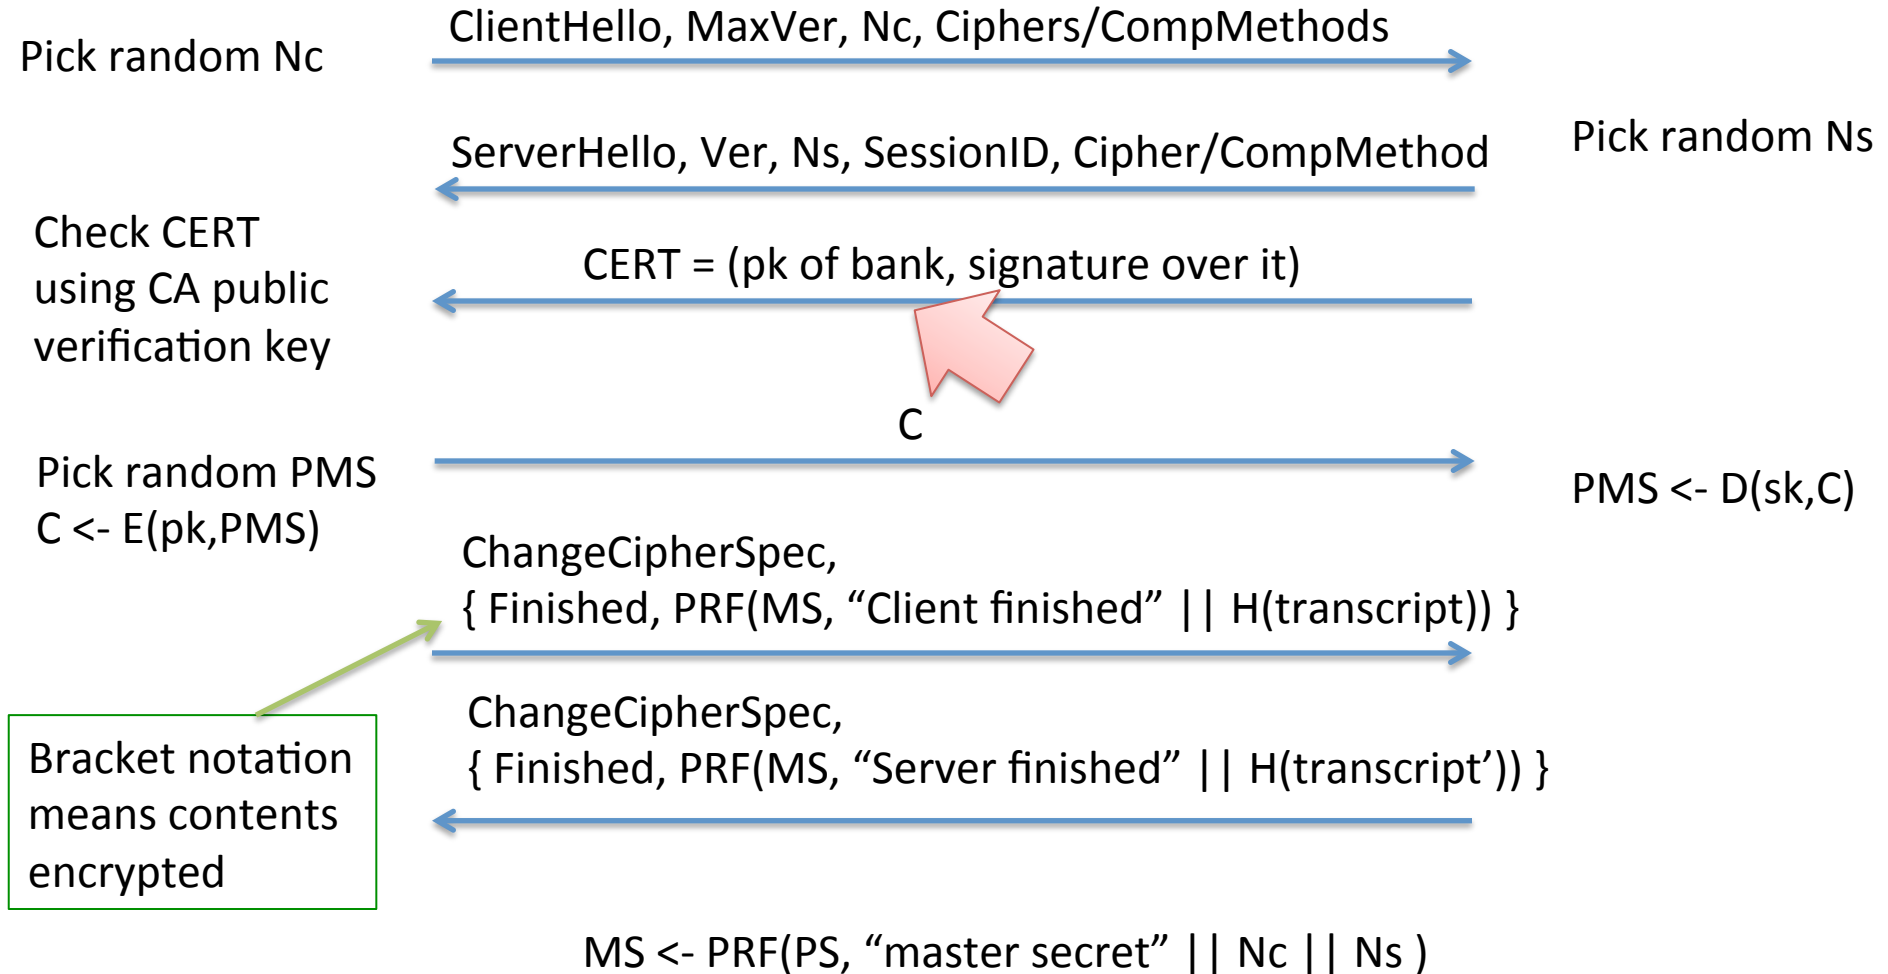 ClientHello, MaxVer, Nc, Ciphers/CompMethods
Pick random Nc
Pick random Ns
ServerHello, Ver, Ns, SessionID, Cipher/CompMethod
Check CERT
using CA public
verification key
CERT = (pk of bank, signature over it)
C
Pick random PMS
C <- E(pk,PMS)
PMS <- D(sk,C)
ChangeCipherSpec,
{ Finished, PRF(MS, “Client finished” || H(transcript)) }
ChangeCipherSpec,
{ Finished, PRF(MS, “Server finished” || H(transcript’)) }
Bracket notation
means contents
encrypted
MS <- PRF(PS, “master secret” || Nc || Ns )